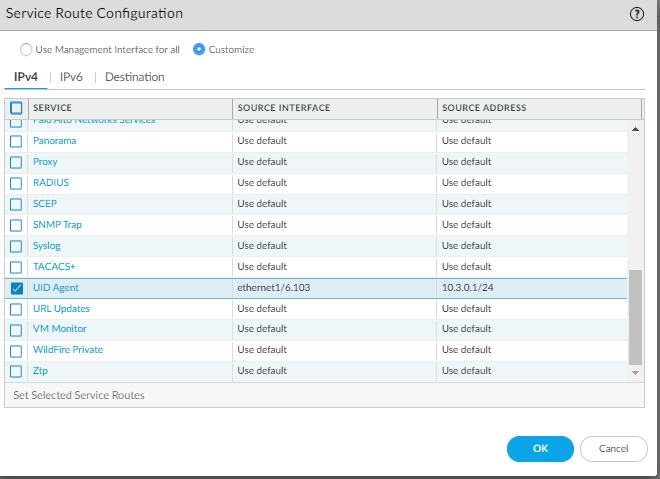 Service Route Configuration
Use Management Interface for all Customize
IPv4 | IPv6 | Destination
SERVICE SOURCE INTERFACE SOURCE ADDRESS
Palo Alto Networks Services Use default Use default
Panorama Use default Use default
Proxy Use default Use default
RADIUS Use default Use default
SCEP Use default Use default
SNMP Trap Use default Use default
Syslog Use default Use default
TACACS+ Use default Use default
UID Agent ethernet1/6.103 10.3.0.1/24
URL Updates Use default Use default
VM Monitor Use default Use default
WildFire Private Use default Use default
Ztp Use default Use default
Set Selected Service Routes
OK Cancel